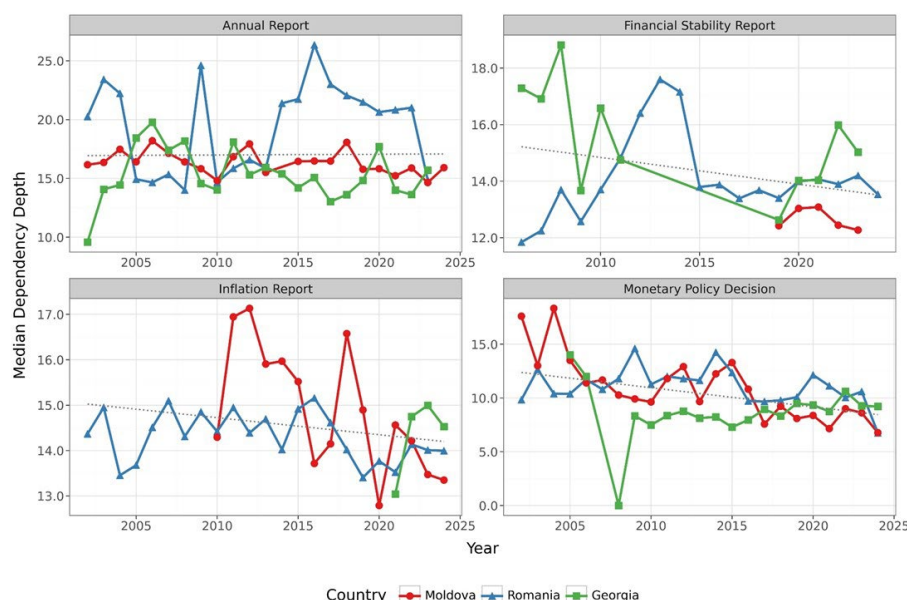 Annual Report
Financial Stability Report
25.0
20.0
15.0
10.0
2005 2010 2015 2020 2025
18.0
16.0
14.0
12.0
2010 2020
Median Dependency Depth
Inflation Report
Monetary Policy Decision
17.0
16.0
15.0
14.0
13.0
2005 2010 2015 2020 2025
15.0
10.0
5.0
0.0
2005 2010 2015 2020 2025
Year
Country Moldova Romania Georgia